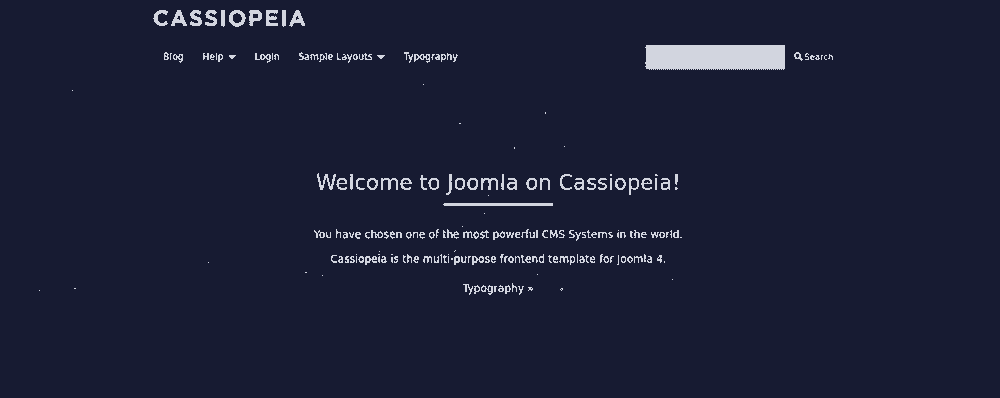 CASSIOPEIA
Blog Help Login Sample Layouts Typography Search
Welcome to Joomla on Cassiopeia!
You have chosen one of the most powerful CMS Systems in the world.
Cassiopeia is the multi-purpose frontend template for Joomla 4.
Typography »